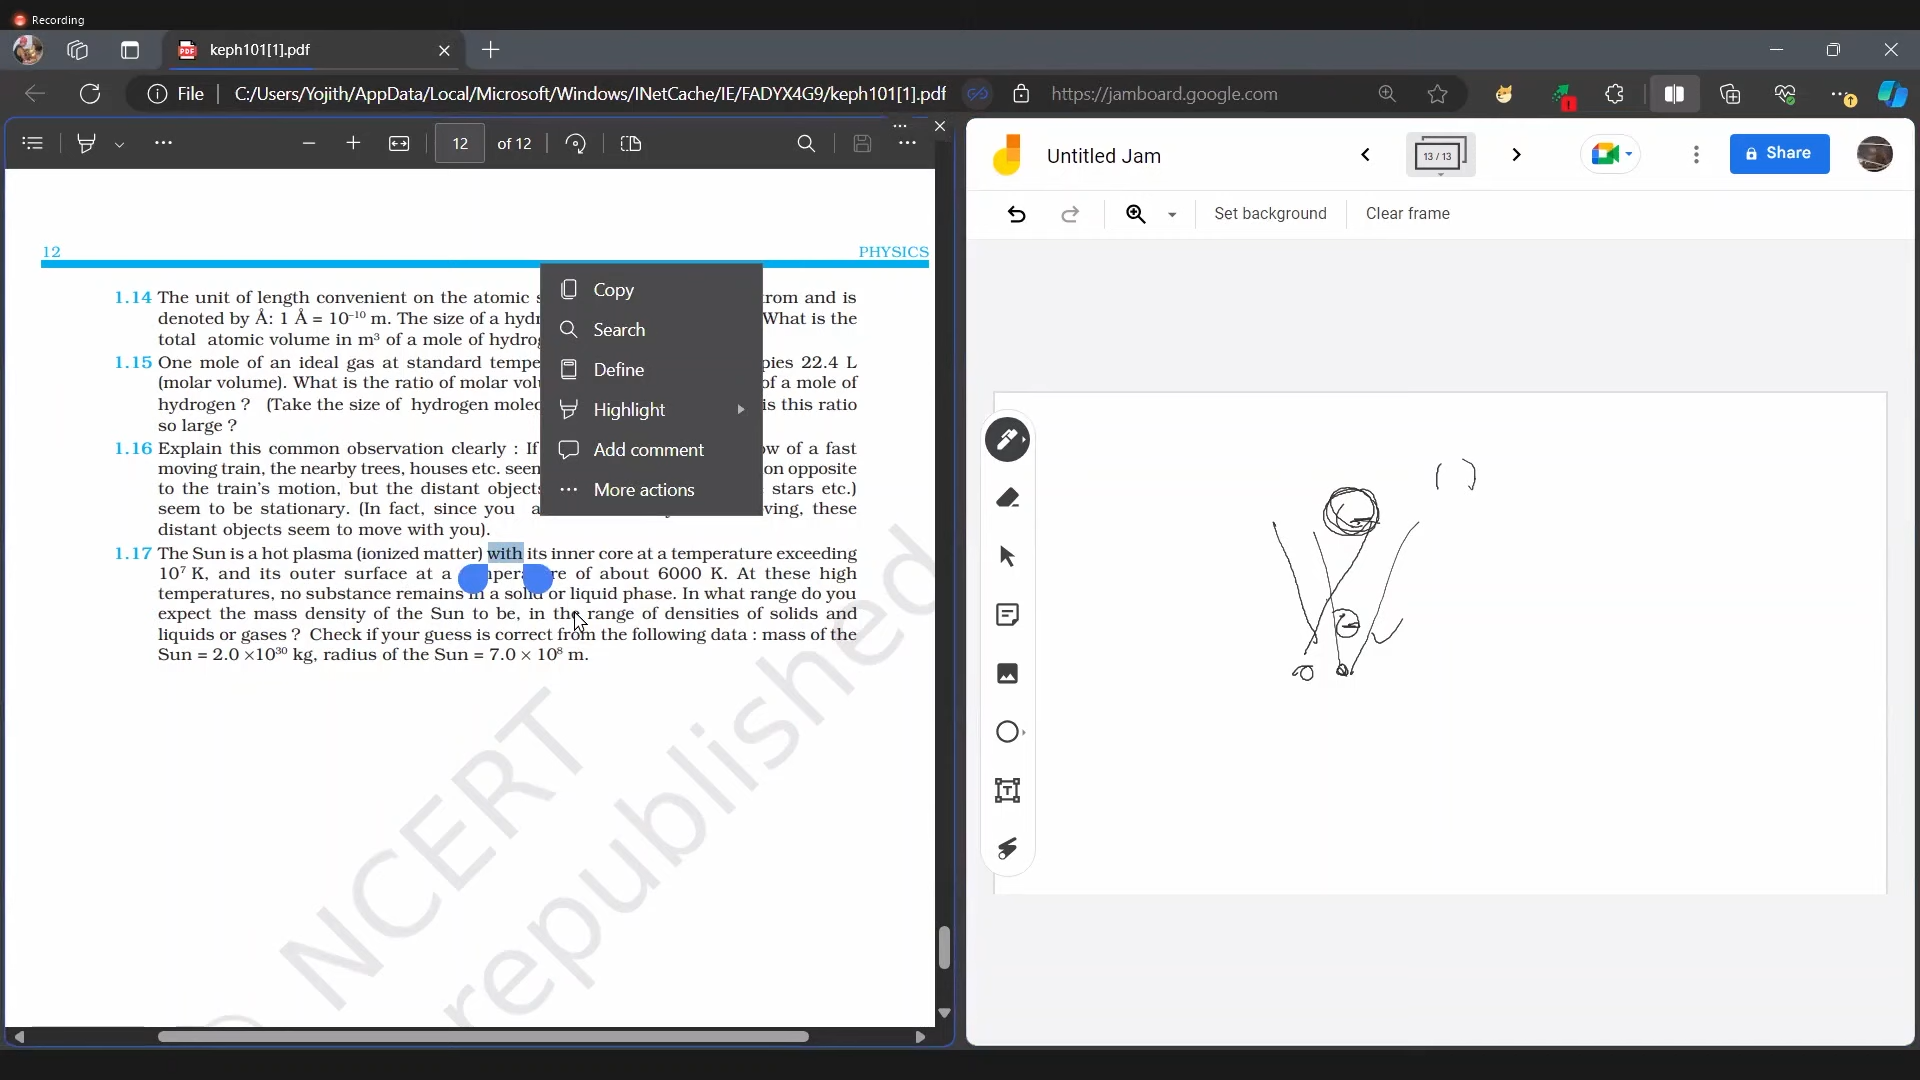 Recording
keph101[1].pdf
File
C:/Users/Yojith/AppData/Local/Microsoft/Windows/INetCache/IE/FADYX4G9/keph101[1].pdf
https://jamboard.google.com
12 of 12
12 PHYSICS
1.14 The unit of length convenient on the atomic s rom and is
denoted by Å: 1 Å = 10⁻¹⁰ m. The size of a hydr What is the
total atomic volume in m³ of a mole of hydrog
1.15 One mole of an ideal gas at standard tempe pies 22.4 L
(molar volume). What is the ratio of molar volu of a mole of
hydrogen ? (Take the size of hydrogen molec is this ratio
so large ?
1.16 Explain this common observation clearly : If ow of a fast
moving train, the nearby trees, houses etc. seem on opposite
to the train's motion, but the distant objects stars etc.)
seem to be stationary. (In fact, since you a ving, these
distant objects seem to move with you).
1.17 The Sun is a hot plasma (ionized matter) with its inner core at a temperature exceeding
10⁷ K, and its outer surface at a temperature of about 6000 K. At these high
temperatures, no substance remains in a solid or liquid phase. In what range do you
expect the mass density of the Sun to be, in the range of densities of solids and
liquids or gases ? Check if your guess is correct from the following data : mass of the
Sun = 2.0 ×10³⁰ kg, radius of the Sun = 7.0 × 10⁸ m.
Copy
Search
Define
Highlight
Add comment
More actions
NCERT
republished
Untitled Jam
13 / 13
Share
Set background
Clear frame